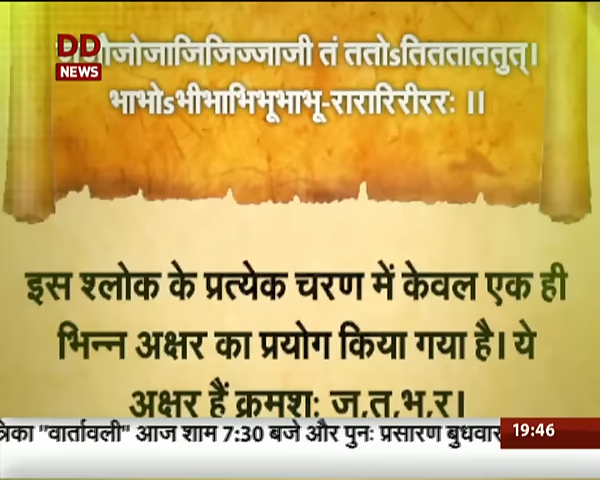 DD
NEWS
जौजोजाजिजिज्जाजी तं ततोऽतितताततुत्।
भाभोऽभीभाभिभूभाभू-रारारिरीररः ।।
इस श्लोक के प्रत्येक चरण में केवल एक ही
भिन्न अक्षर का प्रयोग किया गया है। ये
अक्षर हैं क्रमशः ज,त,भ,र।
"वार्तावली" आज शाम 7:30 बजे और पुनः प्रसारण बुधवार
19:46